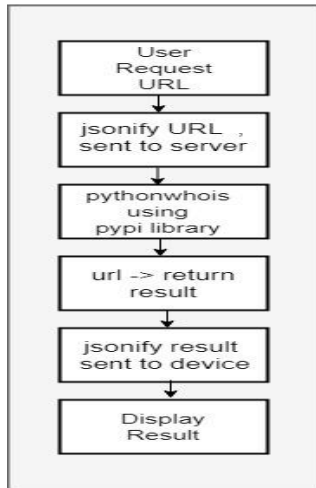 User
Request
URL
jsonify URL ,
sent to server
pythonwhois
using
pypi library
url -> return
result
jsonify result
sent to device
Display
Result